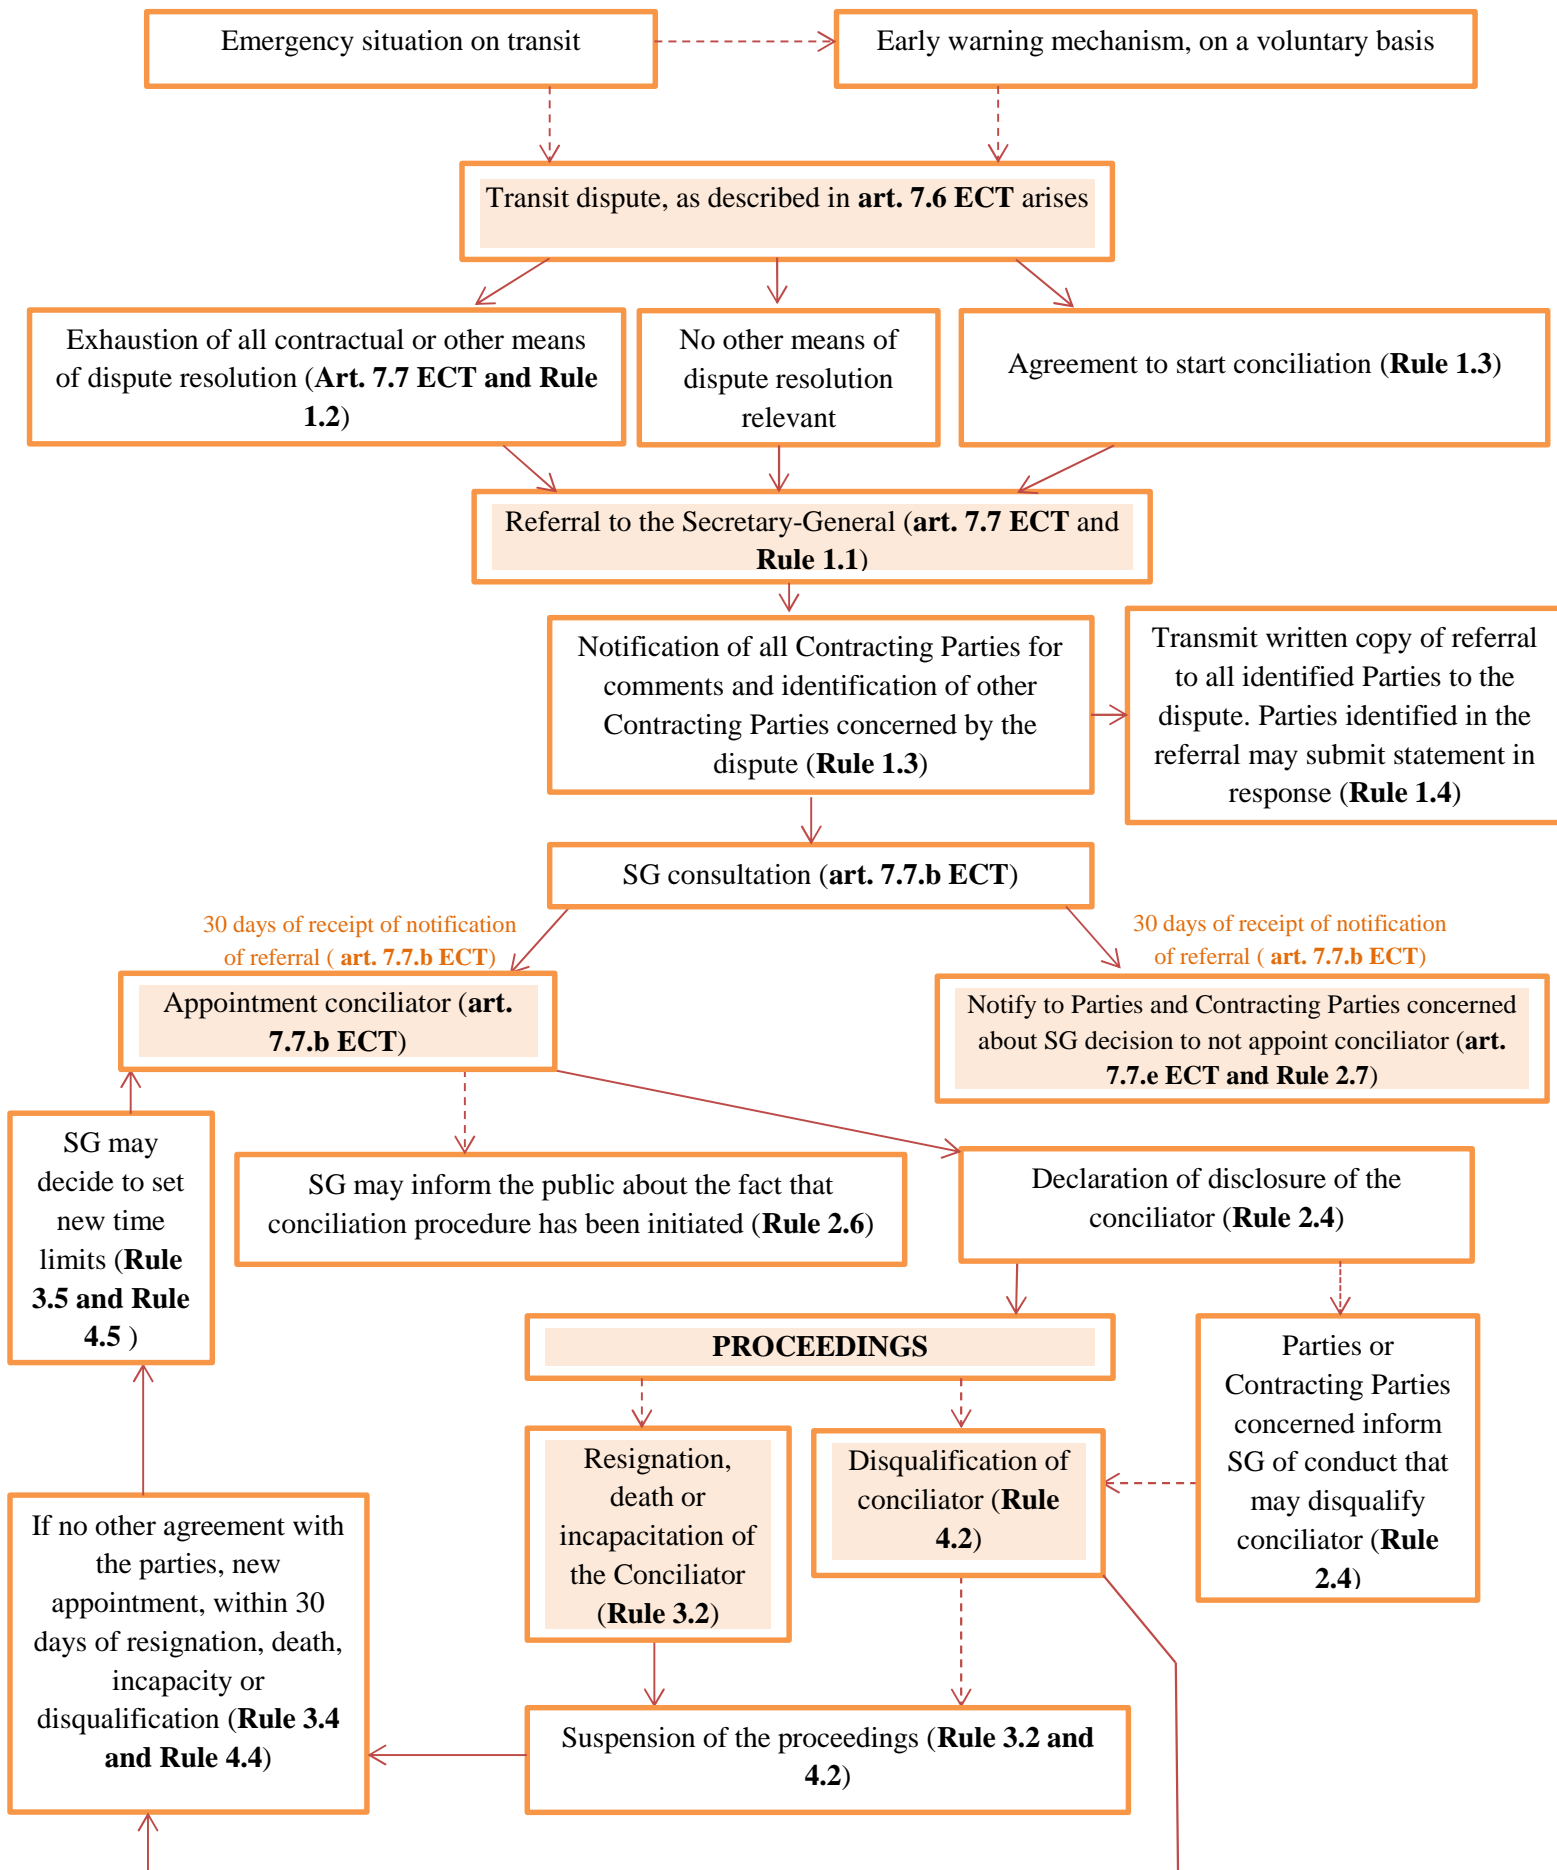 Emergency situation on transit
Early warning mechanism, on a voluntary basis
Transit dispute, as described in art. 7.6 ECT arises
Exhaustion of all contractual or other means
of dispute resolution (Art. 7.7 ECT and Rule
1.2)
No other means of
dispute resolution
relevant
Agreement to start conciliation (Rule 1.3)
Referral to the Secretary-General (art. 7.7 ECT and
Rule 1.1)
Notification of all Contracting Parties for
comments and identification of other
Contracting Parties concerned by the
dispute (Rule 1.3)
Transmit written copy of referral
to all identified Parties to the
dispute. Parties identified in the
referral may submit statement in
response (Rule 1.4)
SG consultation (art. 7.7.b ECT)
30 days of receipt of notification
of referral ( art. 7.7.b ECT)
30 days of receipt of notification
of referral ( art. 7.7.b ECT)
Appointment conciliator (art.
7.7.b ECT)
Notify to Parties and Contracting Parties concerned
about SG decision to not appoint conciliator (art.
7.7.e ECT and Rule 2.7)
SG may
decide to set
new time
limits (Rule
3.5 and Rule
4.5 )
SG may inform the public about the fact that
conciliation procedure has been initiated (Rule 2.6)
Declaration of disclosure of the
conciliator (Rule 2.4)
PROCEEDINGS
Parties or
Contracting Parties
concerned inform
SG of conduct that
may disqualify
conciliator (Rule
2.4)
Resignation,
death or
incapacitation of
the Conciliator
(Rule 3.2)
Disqualification of
conciliator (Rule
4.2)
If no other agreement with
the parties, new
appointment, within 30
days of resignation, death,
incapacity or
disqualification (Rule 3.4
and Rule 4.4)
Suspension of the proceedings (Rule 3.2 and
4.2)